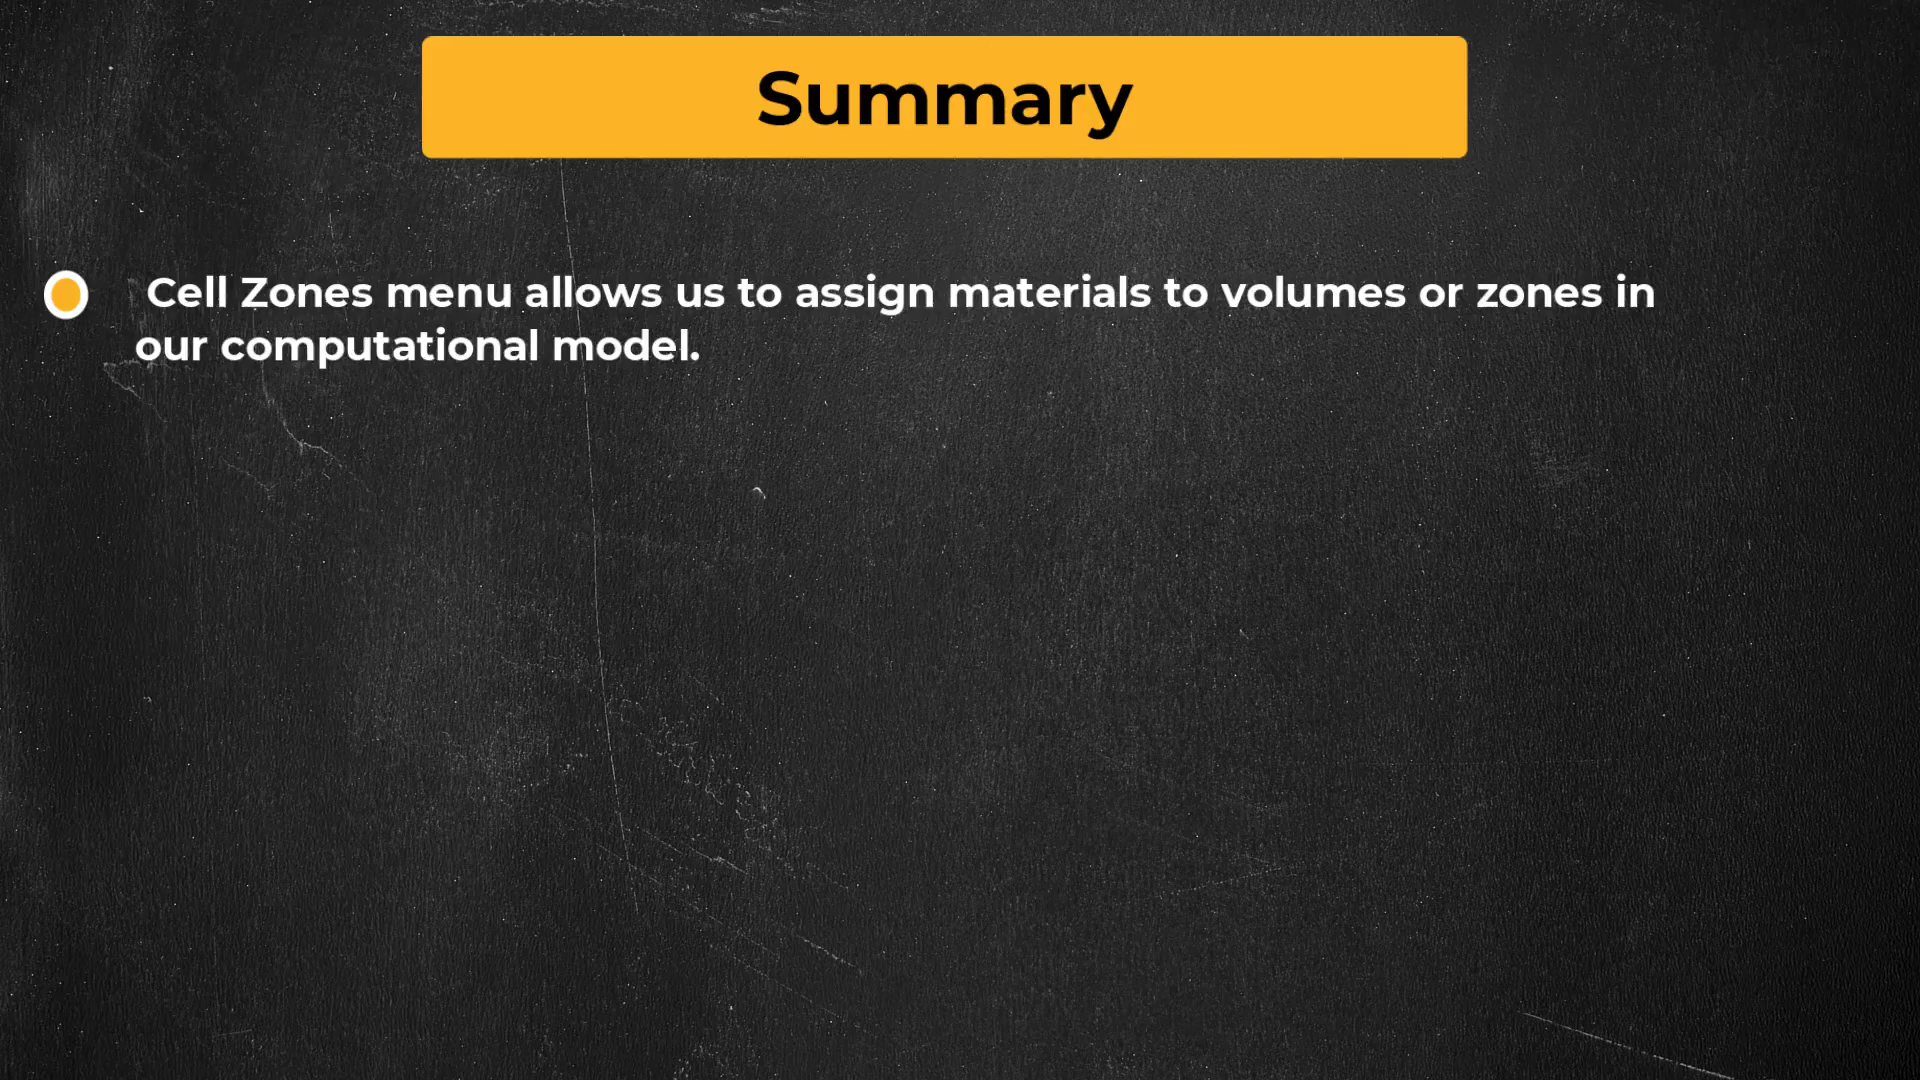 Summary
Cell Zones menu allows us to assign materials to volumes or zones in
our computational model.